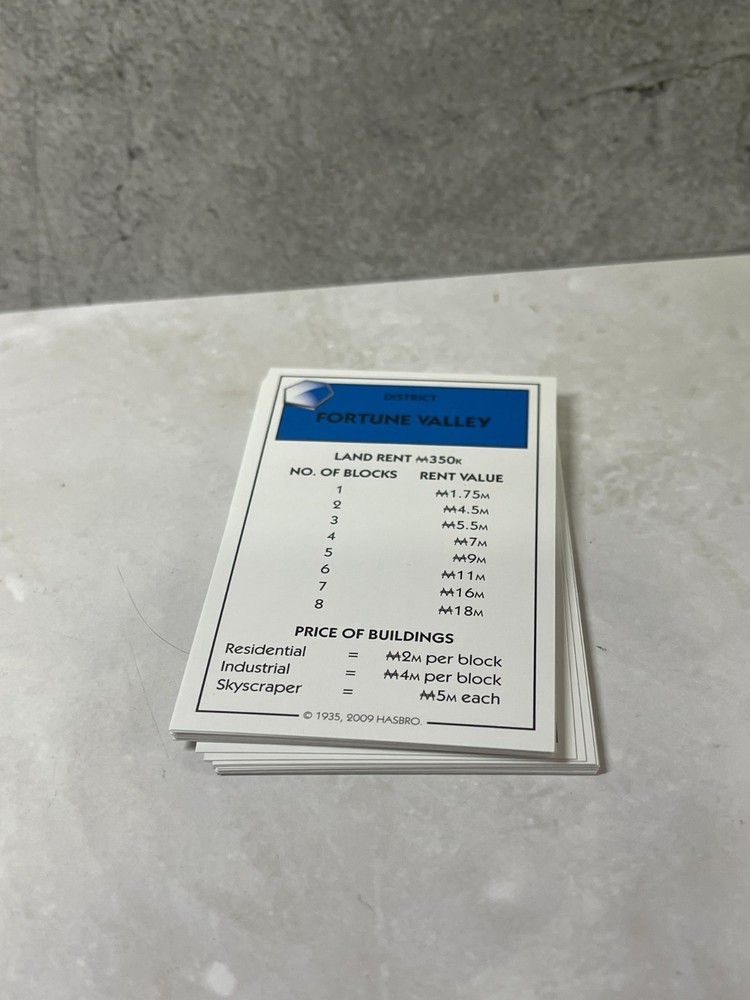 DISTRICT
FORTUNE VALLEY
LAND RENT ₩350K
NO. OF BLOCKS RENT VALUE
1 ₩1.75M
2 ₩4.5M
3 ₩5.5M
4 ₩7M
5 ₩9M
6 ₩11M
7 ₩16M
8 ₩18M
PRICE OF BUILDINGS
Residential = ₩2M per block
Industrial = ₩4M per block
Skyscraper = ₩5M each
© 1935, 2009 HASBRO.